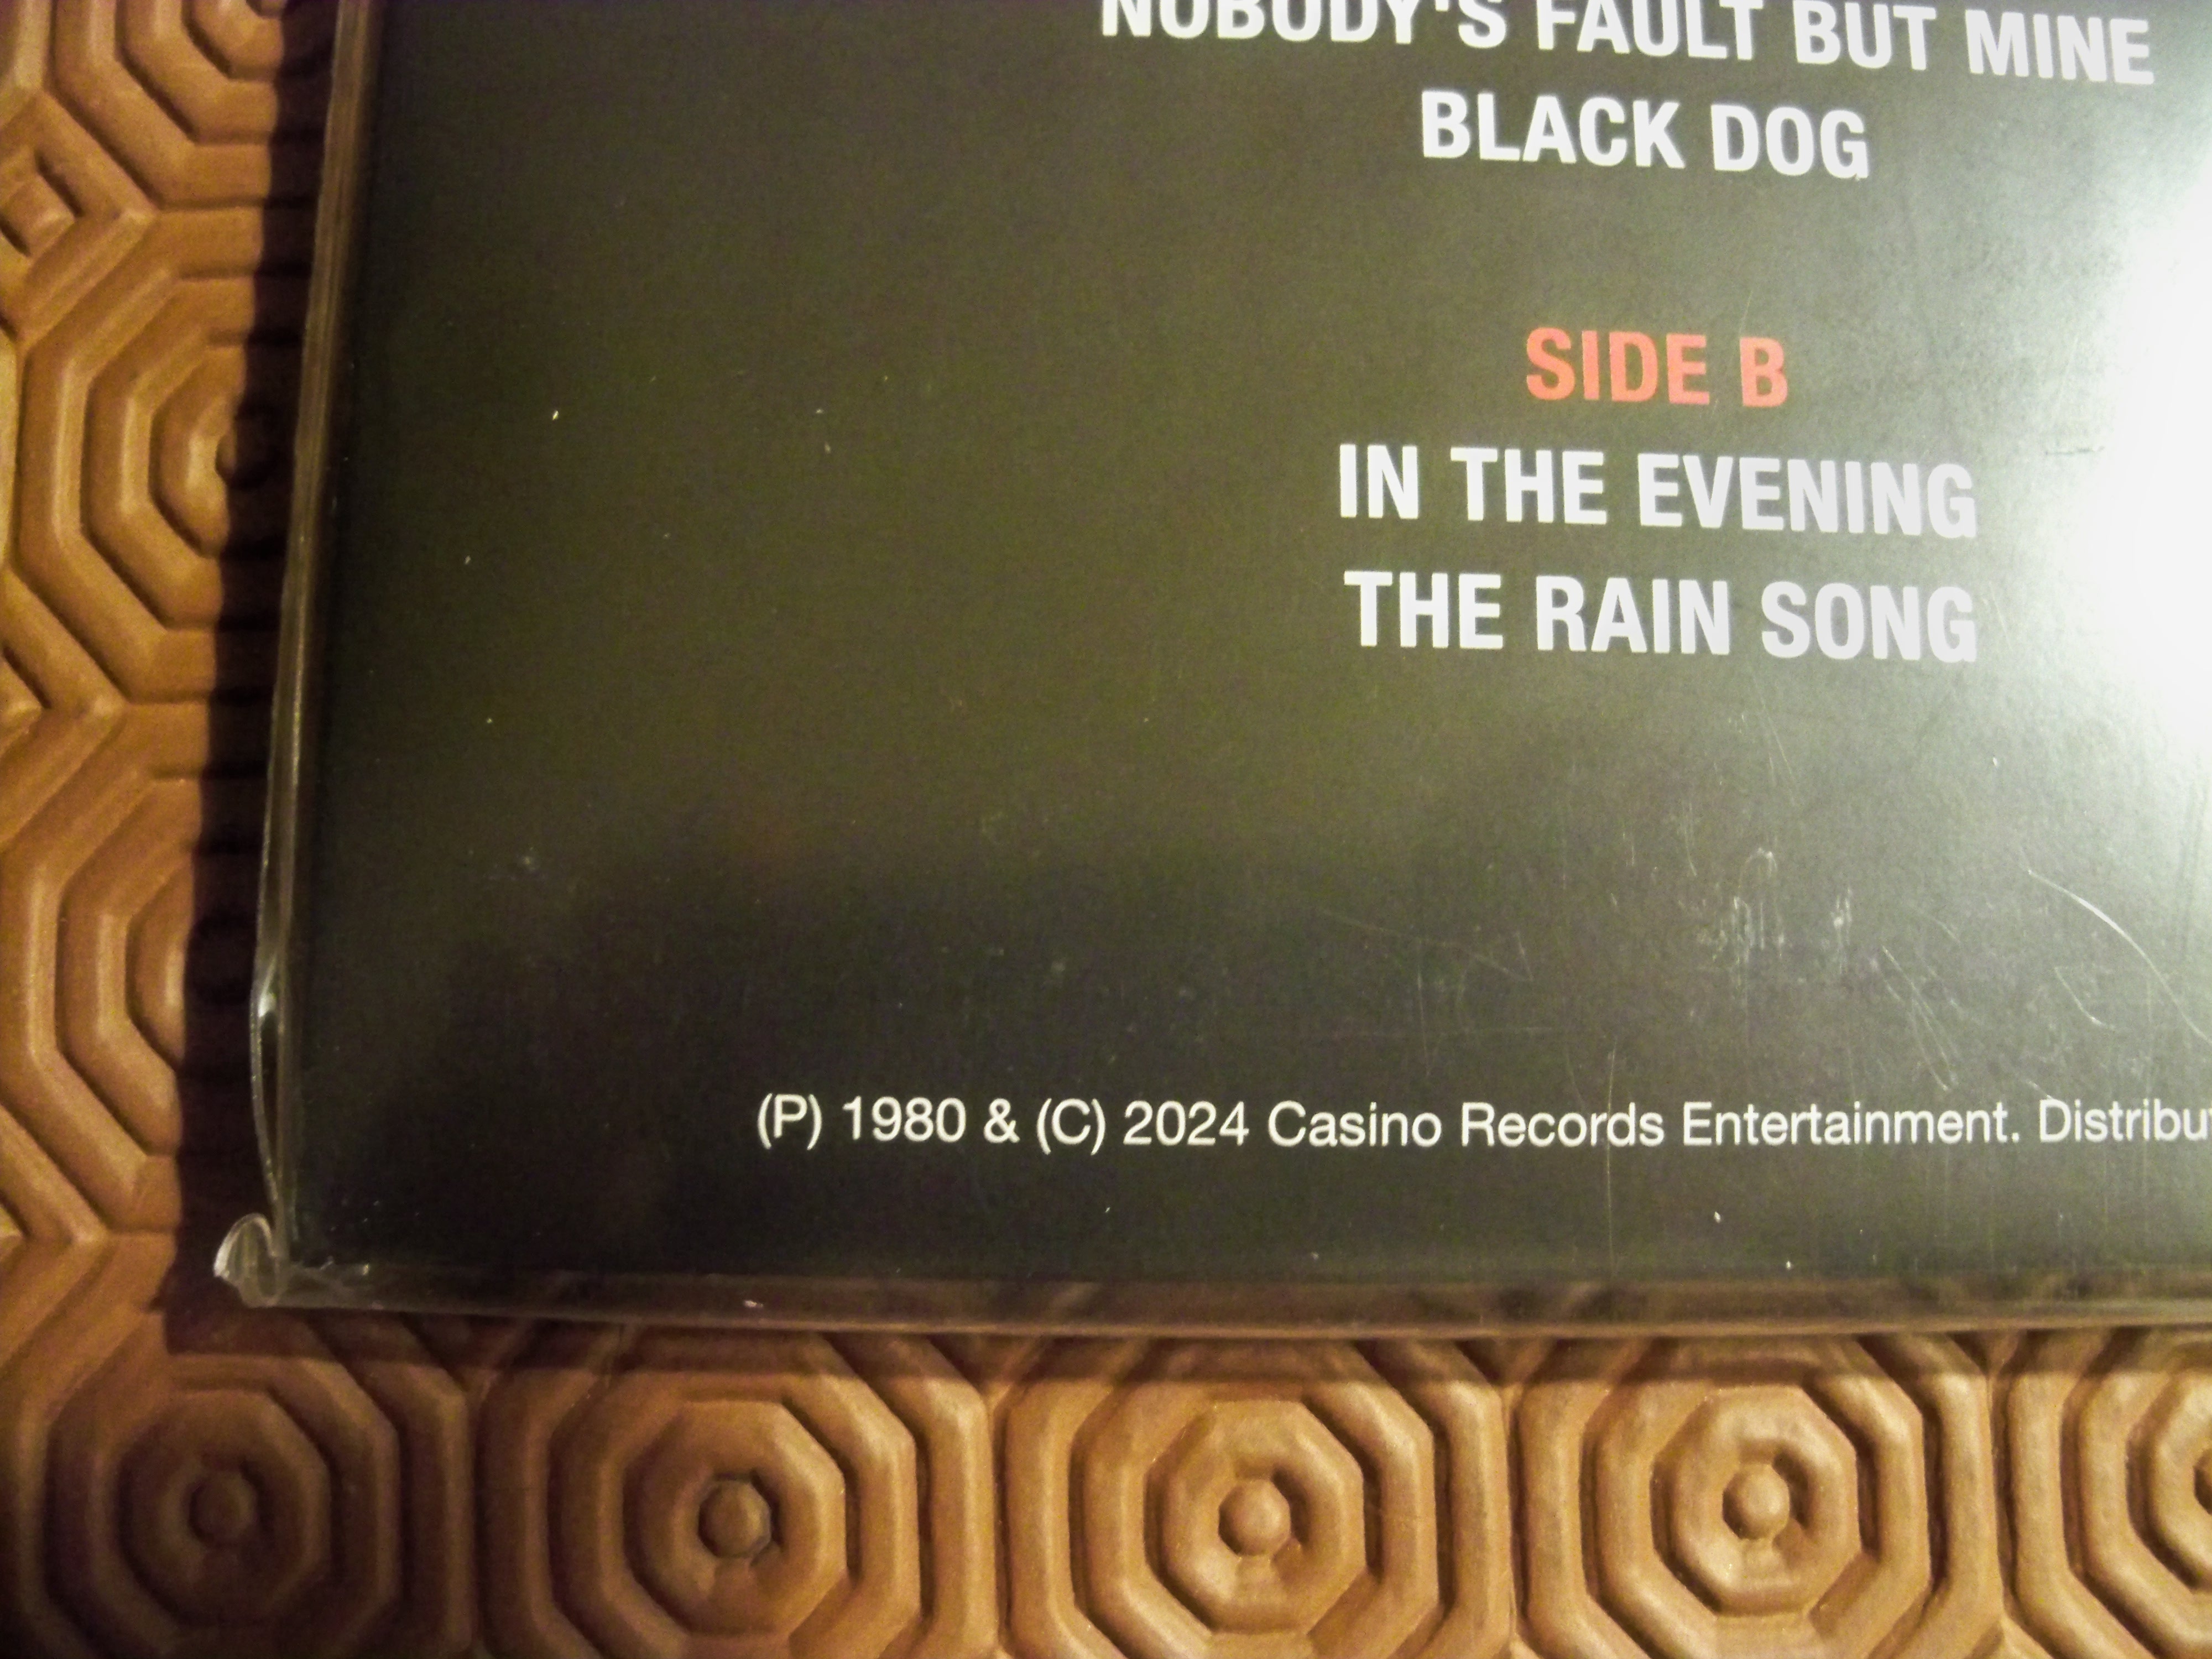 NOBODY'S FAULT BUT MINE
BLACK DOG
SIDE B
IN THE EVENING
THE RAIN SONG
(P) 1980 & (C) 2024 Casino Records Entertainment.